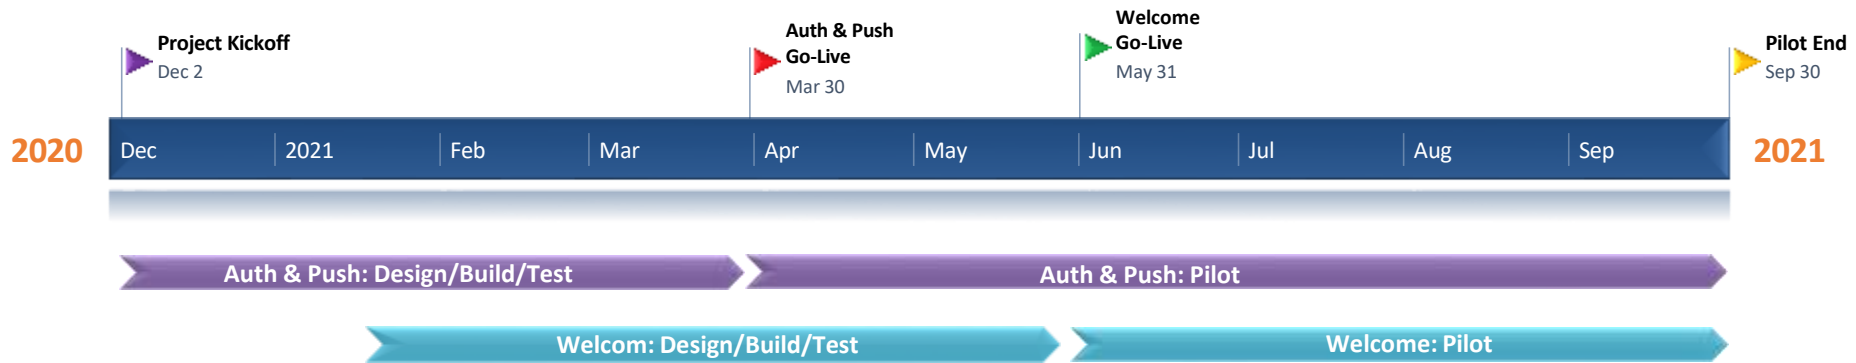 Project Kickoff
Dec 2
Auth & Push
Go-Live
Mar 30
Welcome
Go-Live
May 31
Pilot End
Sep 30
2020
Dec
2021
Feb
Mar
Apr
May
Jun
Jul
Aug
Sep
2021
Auth & Push: Design/Build/Test
Auth & Push: Pilot
Welcom: Design/Build/Test
Welcome: Pilot